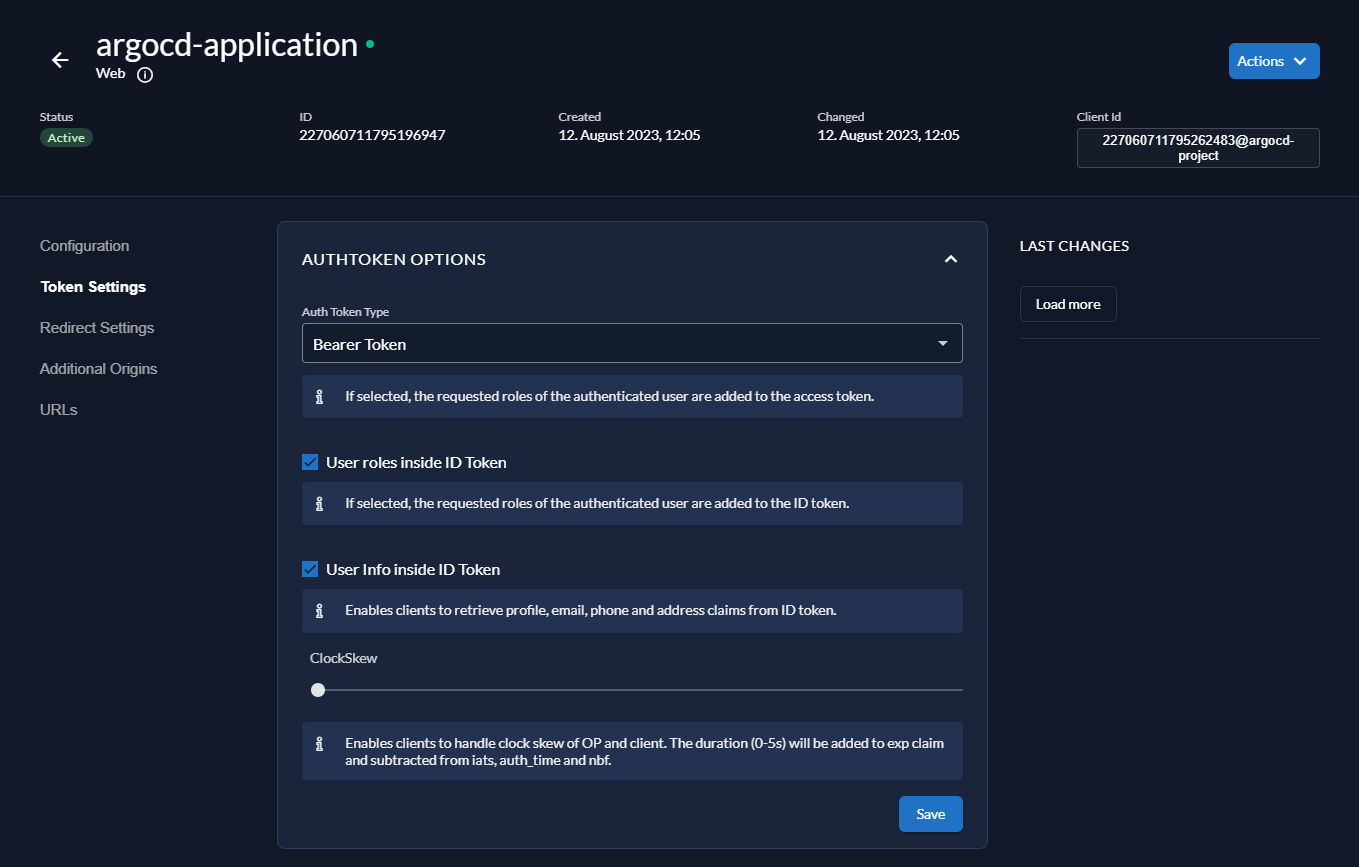 argocd-application
Web
Actions
Status
Active
ID
227060711795196947
Created
12. August 2023, 12:05
Changed
12. August 2023, 12:05
Client Id
227060711795262483@argocd-
project
Configuration
Token Settings
Redirect Settings
Additional Origins
URLs
AUTHTOKEN OPTIONS
Auth Token Type
Bearer Token
If selected, the requested roles of the authenticated user are added to the access token.
User roles inside ID Token
If selected, the requested roles of the authenticated user are added to the ID token.
User Info inside ID Token
Enables clients to retrieve profile, email, phone and address claims from ID token.
ClockSkew
Enables clients to handle clock skew of OP and client. The duration (0-5s) will be added to exp claim
and subtracted from iats, auth_time and nbf.
Save
LAST CHANGES
Load more